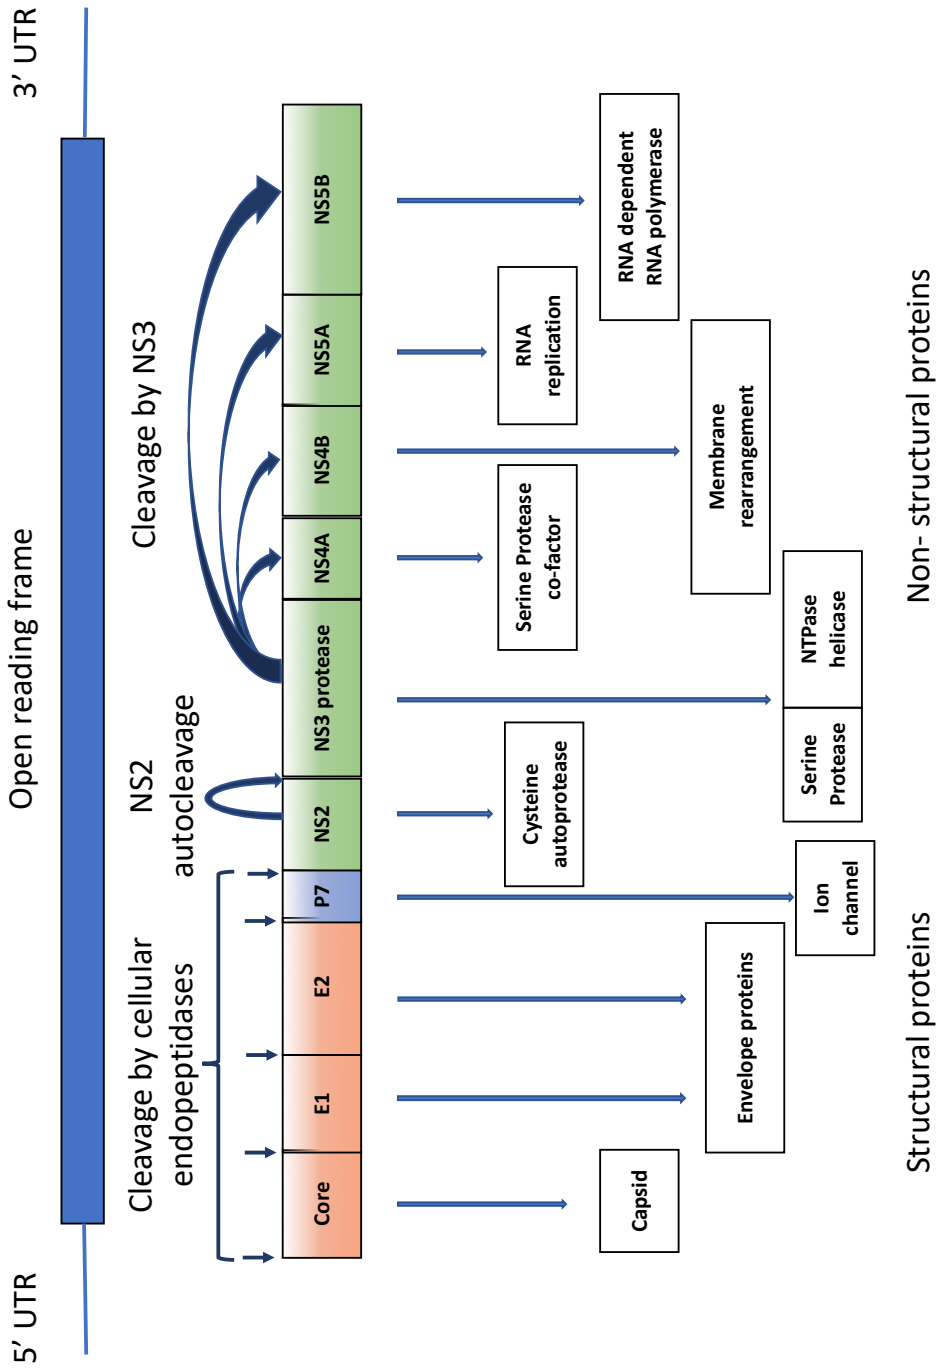 5’ UTR
Open reading frame
3’ UTR
Cleavage by cellular
endopeptidases
NS2
autocleavage
Cleavage by NS3
Core
E1
E2
P7
NS2
NS3 protease
NS4A
NS4B
NS5A
NS5B
Capsid
Envelope proteins
Ion
channel
Cysteine
autoprotease
Serine
Protease
NTPase
helicase
Serine Protease
co-factor
Membrane
rearrangement
RNA
replication
RNA dependent
RNA polymerase
Structural proteins
Non- structural proteins